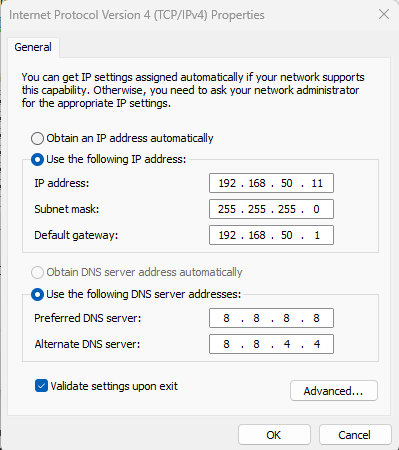 Internet Protocol Version 4 (TCP/IPv4) Properties
General
You can get IP settings assigned automatically if your network supports
this capability. Otherwise, you need to ask your network administrator
for the appropriate IP settings.
Obtain an IP address automatically
Use the following IP address:
IP address: 192 . 168 . 50 . 11
Subnet mask: 255 . 255 . 255 . 0
Default gateway: 192 . 168 . 50 . 1
Obtain DNS server address automatically
Use the following DNS server addresses:
Preferred DNS server: 8 . 8 . 8 . 8
Alternate DNS server: 8 . 8 . 4 . 4
Validate settings upon exit
Advanced...
OK Cancel